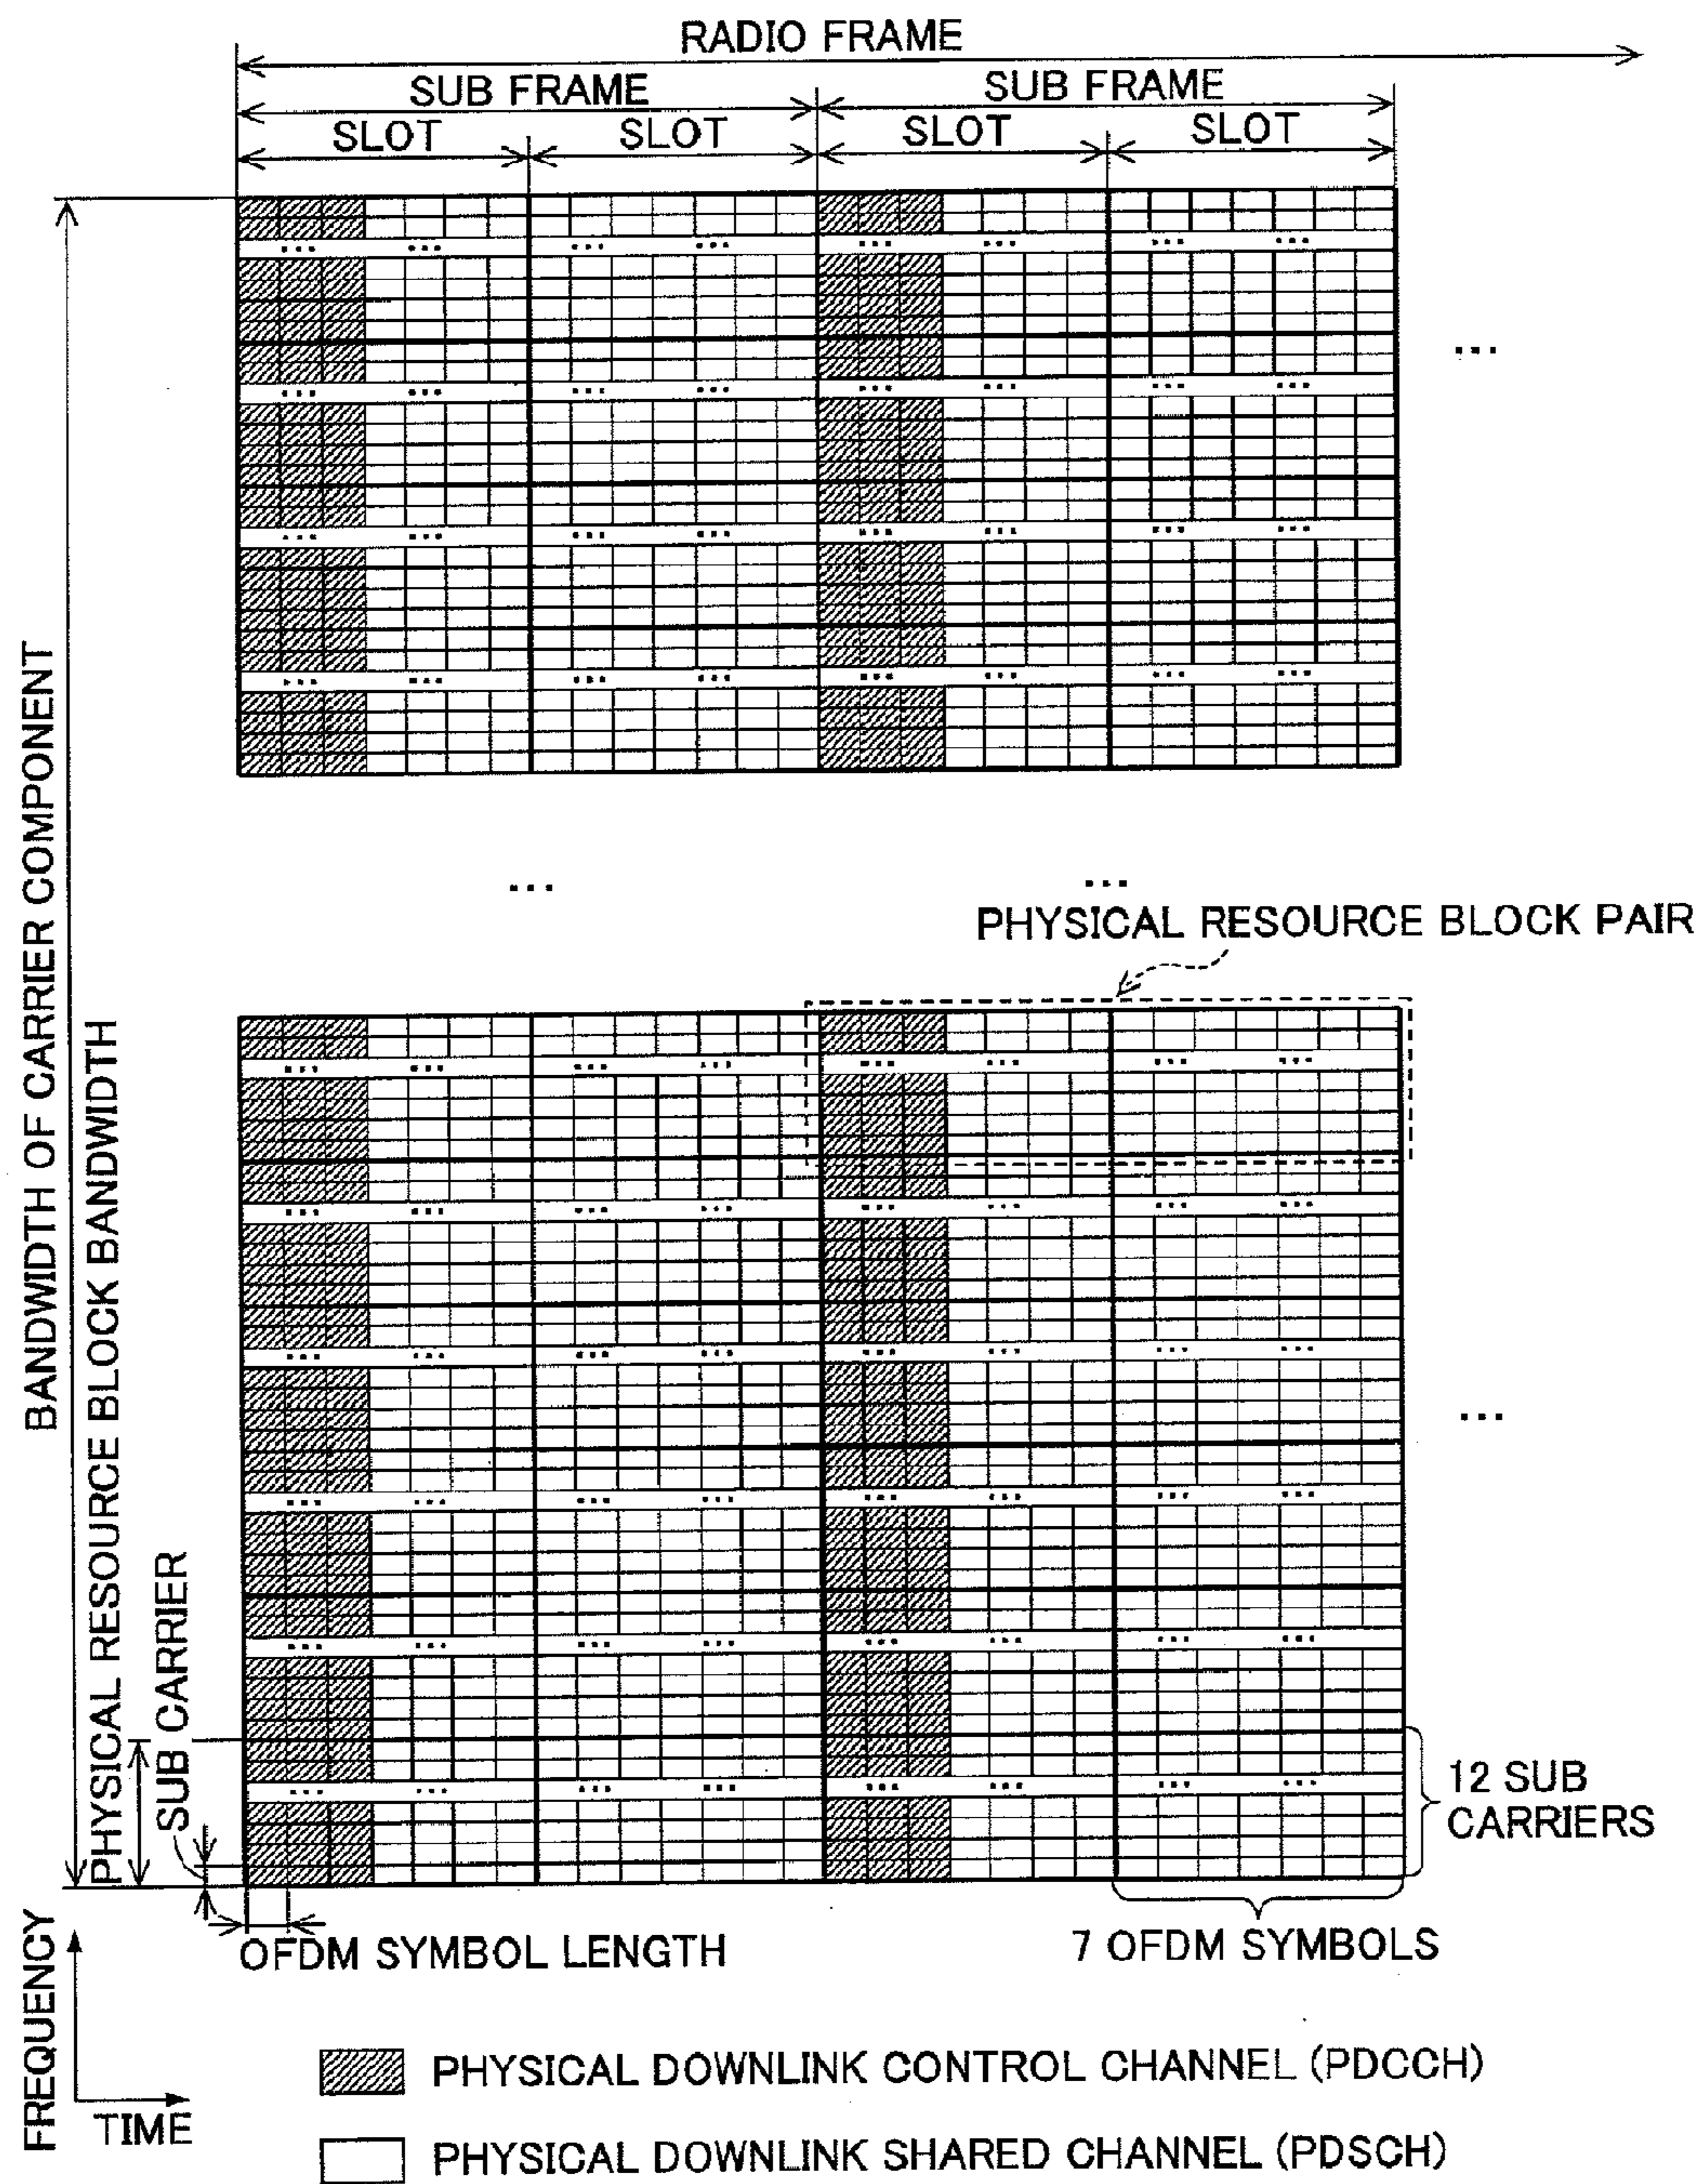 RADIO FRAME
SUB FRAME
SUB FRAME
SLOT
SLOT
SLOT
SLOT
BANDWIDTH OF CARRIER COMPONENT
PHYSICAL RESOURCE BLOCK BANDWIDTH
SUB CARRIER
PHYSICAL RESOURCE BLOCK PAIR
12 SUB
CARRIERS
OFDM SYMBOL LENGTH
7 OFDM SYMBOLS
FREQUENCY
TIME
PHYSICAL DOWNLINK CONTROL CHANNEL (PDCCH)
PHYSICAL DOWNLINK SHARED CHANNEL (PDSCH)